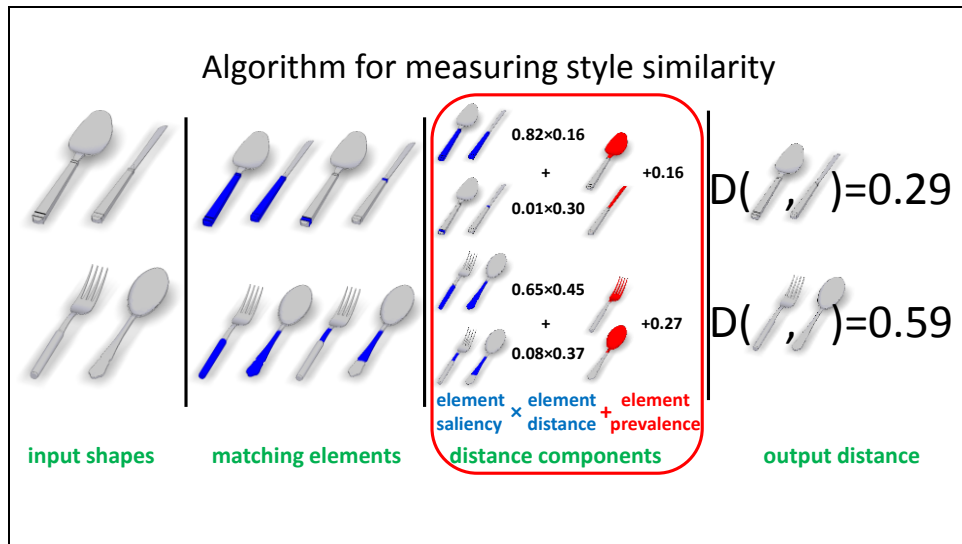 Algorithm for measuring style similarity
0.82×0.16
+
0.01×0.30
+0.16
D( , )=0.29
0.65×0.45
+
0.08×0.37
+0.27
D( , )=0.59
element saliency × element distance + element prevalence
input shapes
matching elements
distance components
output distance